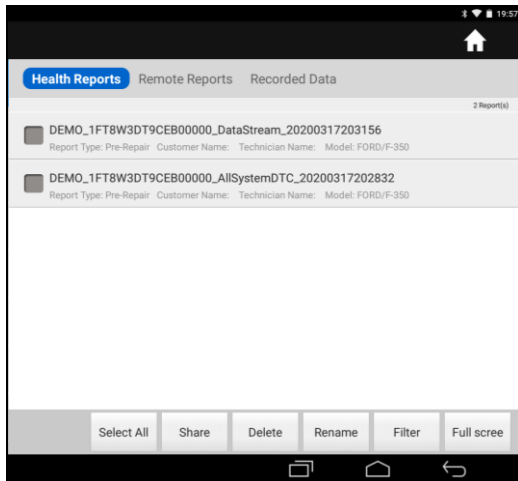 19:57
Health Reports Remote Reports Recorded Data
2 Report(s)
DEMO_1FT8W3DT9CEB00000_DataStream_20200317203156
Report Type: Pre-Repair Customer Name: Technician Name: Model: FORD/F-350
DEMO_1FT8W3DT9CEB00000_AllSystemDTC_20200317202832
Report Type: Pre-Repair Customer Name: Technician Name: Model: FORD/F-350
Select All Share Delete Rename Filter Full scree